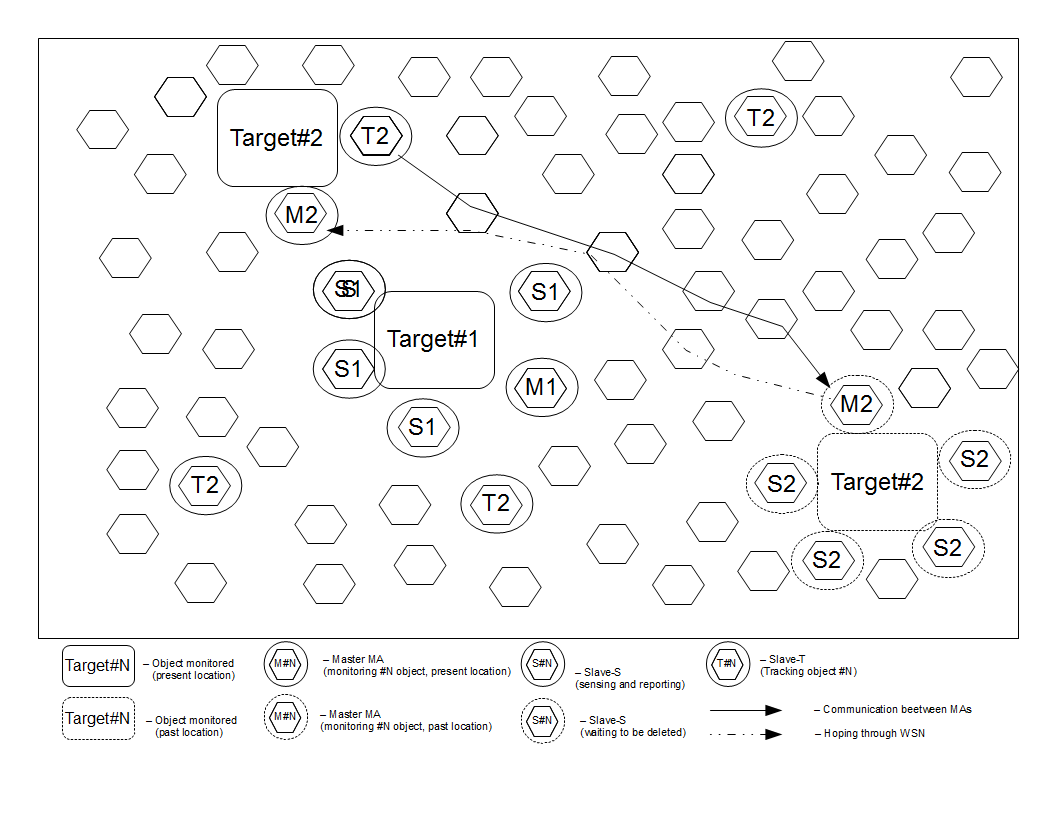 Target#2
T2
T2
M2
S1
S1
S1
Target#1
S1
M1
S1
M2
T2
T2
S2
Target#2
S2
S2
S2
Target#N
– Object monitored
(present location)
M#N
– Master MA
(monitoring #N object, present location)
S#N
– Slave-S
(sensing and reporting)
T#N
– Slave-T
(Tracking object #N)
Target#N
– Object monitored
(past location)
M#N
– Master MA
(monitoring #N object, past location)
S#N
– Slave-S
(waiting to be deleted)
– Communication beetween MAs
– Hoping through WSN